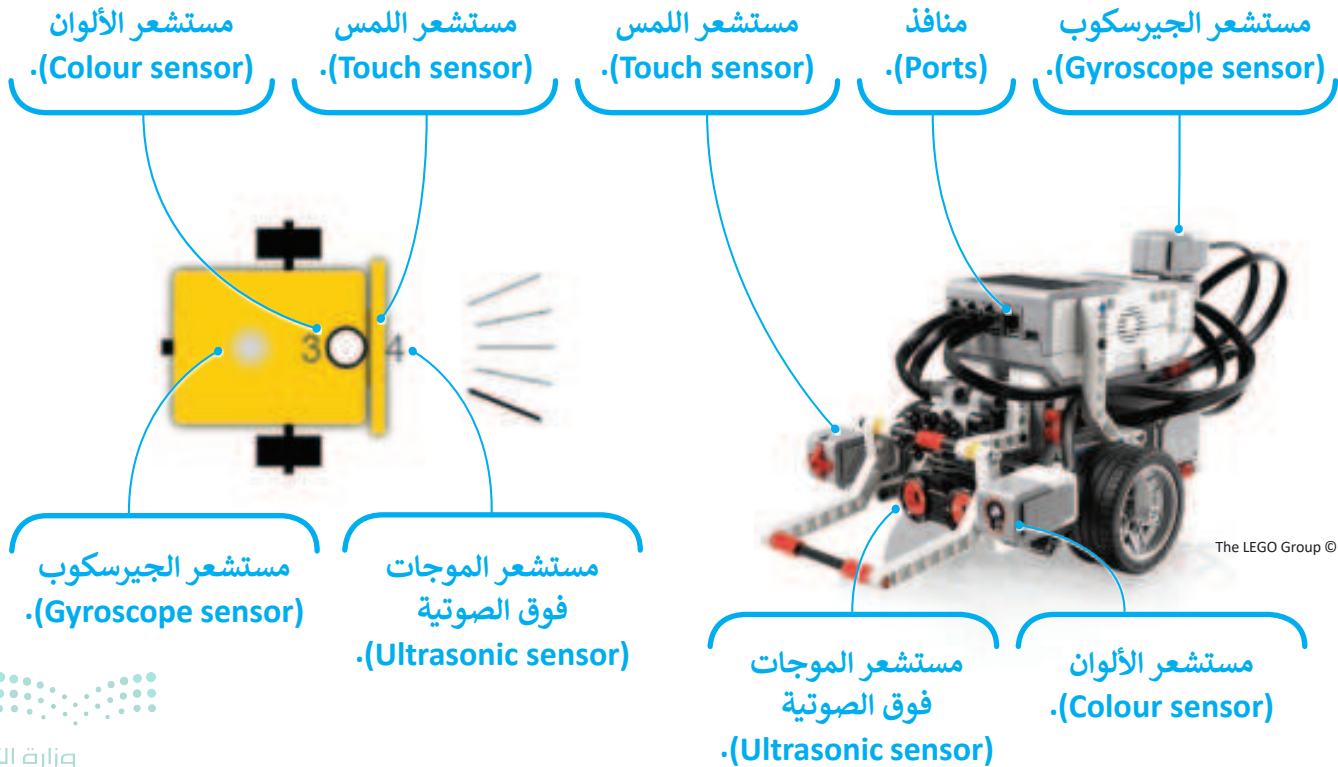 مستشعر الجيرسكوب
(Gyroscope sensor).
منافذ
(Ports).
مستشعر اللمس
(Touch sensor).
مستشعر اللمس
(Touch sensor).
مستشعر الألوان
(Colour sensor).
3
4
The LEGO Group ©
مستشعر الألوان
(Colour sensor).
مستشعر الموجات
فوق الصوتية
(Ultrasonic sensor).
مستشعر الموجات
فوق الصوتية
(Ultrasonic sensor).
مستشعر الجيرسكوب
(Gyroscope sensor).
وزارة